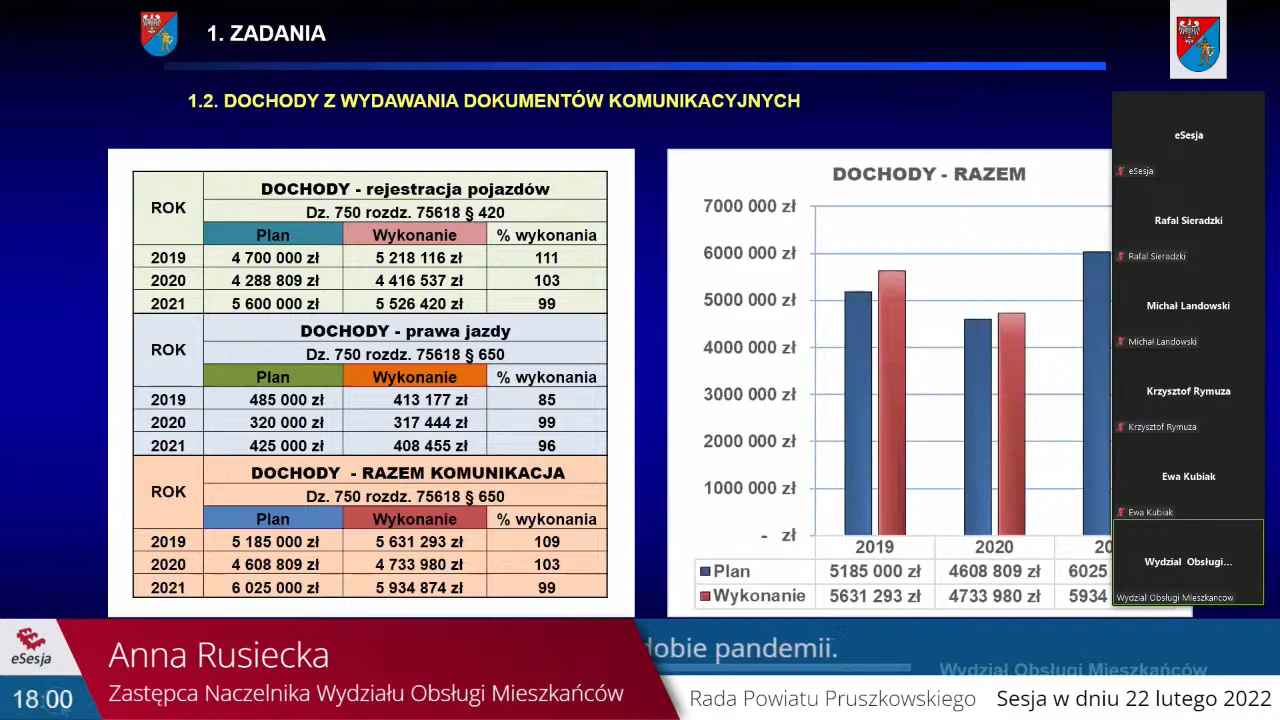 1. ZADANIA
1.2. DOCHODY Z WYDAWANIA DOKUMENTÓW KOMUNIKACYJNYCH
ROK
DOCHODY - rejestracja pojazdów
Dz. 750 rozdz. 75618 § 420
Plan Wykonanie % wykonania
2019 4 700 000 zł 5 218 116 zł 111
2020 4 288 809 zł 4 416 537 zł 103
2021 5 600 000 zł 5 526 420 zł 99
ROK
DOCHODY - prawa jazdy
Dz. 750 rozdz. 75618 § 650
Plan Wykonanie % wykonania
2019 485 000 zł 413 177 zł 85
2020 320 000 zł 317 444 zł 99
2021 425 000 zł 408 455 zł 96
ROK
DOCHODY - RAZEM KOMUNIKACJA
Dz. 750 rozdz. 75618 § 650
Plan Wykonanie % wykonania
2019 5 185 000 zł 5 631 293 zł 109
2020 4 608 809 zł 4 733 980 zł 103
2021 6 025 000 zł 5 934 874 zł 99
DOCHODY - RAZEM
7000 000 zł
6000 000 zł
5000 000 zł
4000 000 zł
3000 000 zł
2000 000 zł
1000 000 zł
- zł
2019 2020 20
Plan 5185 000 zł 4608 809 zł 6025
Wykonanie 5631 293 zł 4733 980 zł 5934
eSesja
eSesja
Rafal Sieradzki
Rafal Sieradzki
Michał Landowski
Michał Landowski
Krzysztof Rymuza
Krzysztof Rymuza
Ewa Kubiak
Ewa Kubiak
Wydzial Obsługi...
Wydzial Obsługi Mieszkancow
dobie pandemii.
Wydział Obsługi Mieszkańców
eSesja
18:00
Anna Rusiecka
Zastępca Naczelnika Wydziału Obsługi Mieszkańców
Rada Powiatu Pruszkowskiego Sesja w dniu 22 lutego 2022